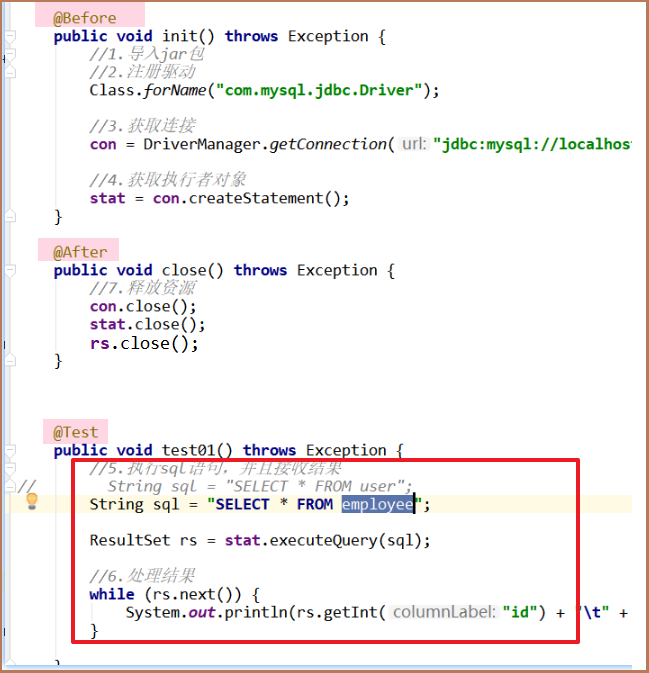 @Before
public void init() throws Exception {
//1.导入jar包
//2.注册驱动
Class.forName("com.mysql.jdbc.Driver");
//3.获取连接
con = DriverManager.getConnection( url: "jdbc:mysql://localhost
//4.获取执行者对象
stat = con.createStatement();
}
@After
public void close() throws Exception {
//7.释放资源
con.close();
stat.close();
rs.close();
}
@Test
public void test01() throws Exception {
//5.执行sql语句，并且接收结果
// String sql = "SELECT * FROM user";
String sql = "SELECT * FROM employee";
ResultSet rs = stat.executeQuery(sql);
//6.处理结果
while (rs.next()) {
System.out.println(rs.getInt( columnLabel: "id") + "\t" +
}
}